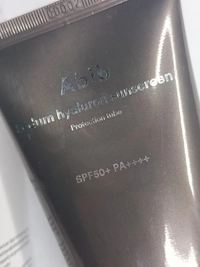 Abib
hyaluron sunscreen
Protection tube
SPF50+ PA++++